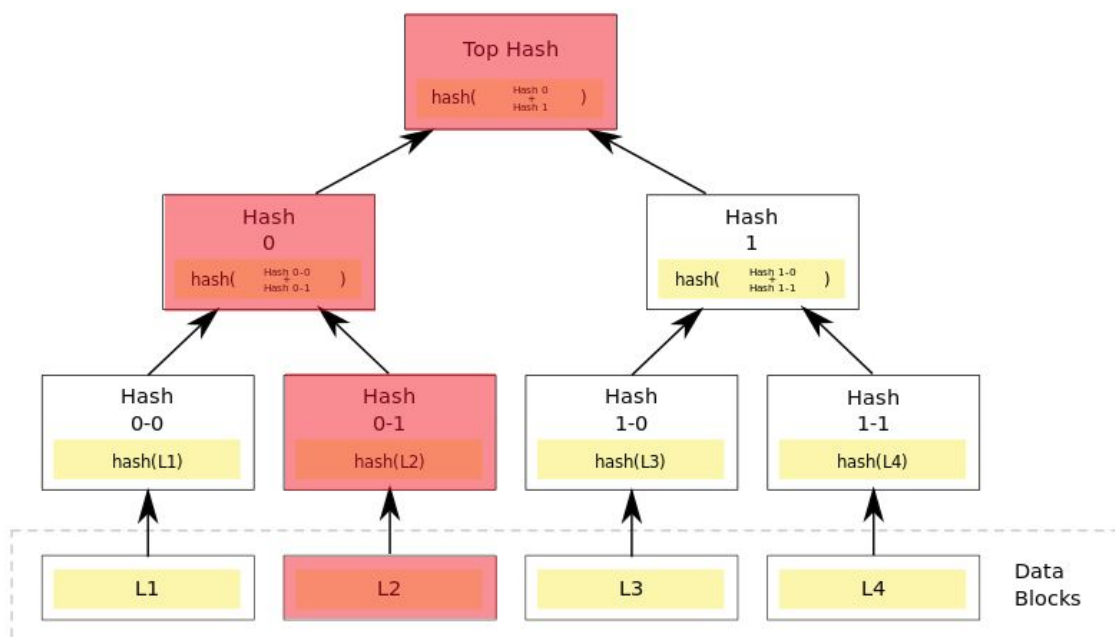 Top Hash
hash( Hash 0 + Hash 1 )
Hash
0
hash( Hash 0-0 + Hash 0-1 )
Hash
1
hash( Hash 1-0 + Hash 1-1 )
Hash
0-0
hash(L1)
Hash
0-1
hash(L2)
Hash
1-0
hash(L3)
Hash
1-1
hash(L4)
L1
L2
L3
L4
Data
Blocks